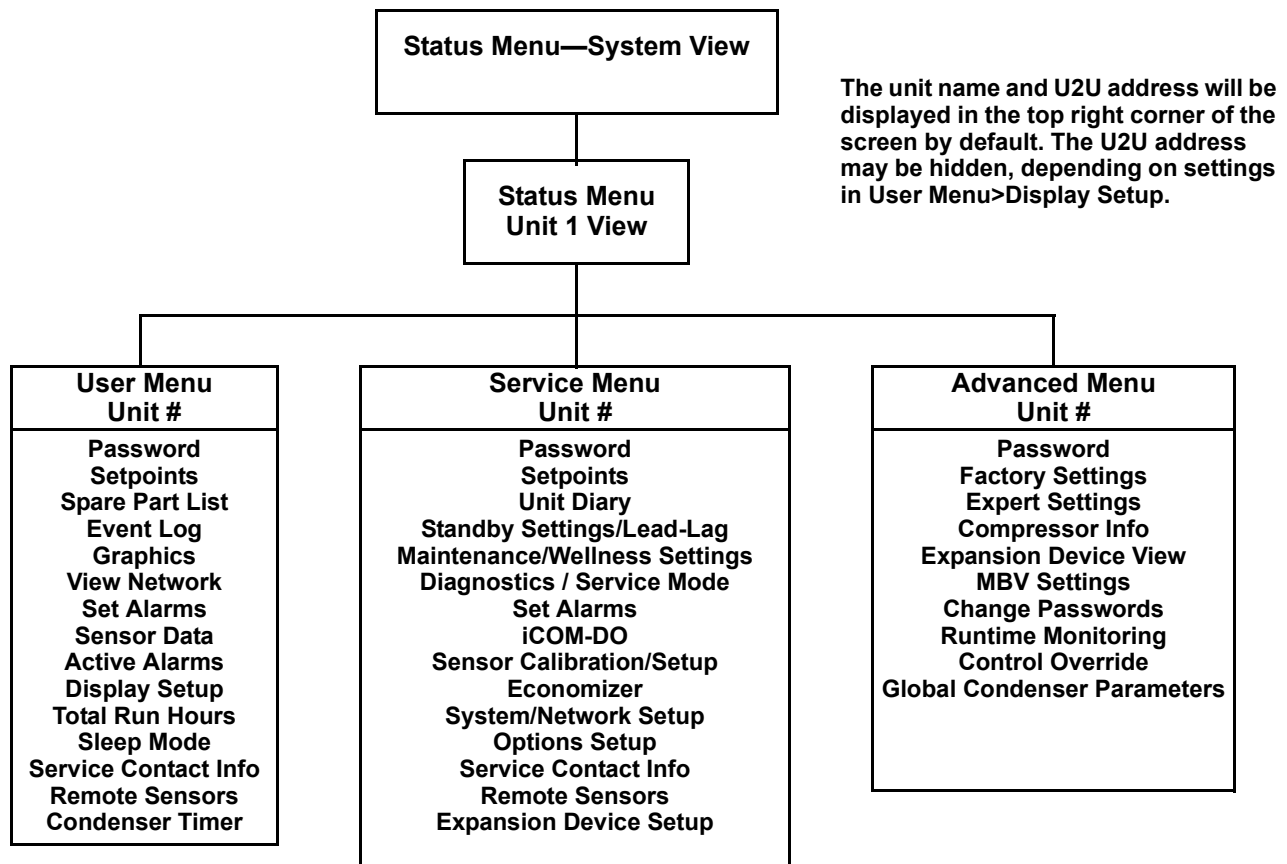 Status Menu—System View
The unit name and U2U address will be
displayed in the top right corner of the
screen by default. The U2U address
may be hidden, depending on settings
in User Menu>Display Setup.
Status Menu
Unit 1 View
User Menu
Unit #
Password
Setpoints
Spare Part List
Event Log
Graphics
View Network
Set Alarms
Sensor Data
Active Alarms
Display Setup
Total Run Hours
Sleep Mode
Service Contact Info
Remote Sensors
Condenser Timer
Service Menu
Unit #
Password
Setpoints
Unit Diary
Standby Settings/Lead-Lag
Maintenance/Wellness Settings
Diagnostics / Service Mode
Set Alarms
iCOM-DO
Sensor Calibration/Setup
Economizer
System/Network Setup
Options Setup
Service Contact Info
Remote Sensors
Expansion Device Setup
Advanced Menu
Unit #
Password
Factory Settings
Expert Settings
Compressor Info
Expansion Device View
MBV Settings
Change Passwords
Runtime Monitoring
Control Override
Global Condenser Parameters